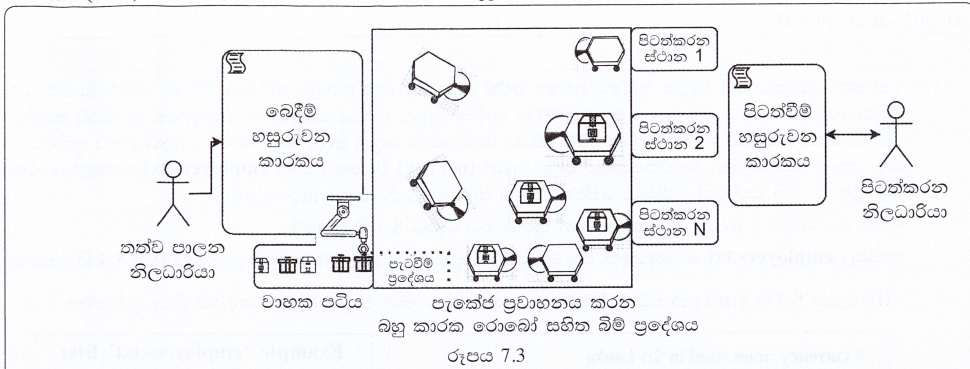 පිටත්කරන
ස්ථාන 1
බෙදීම්
හසුරුවන
කාරකය
පිටත්කරන
ස්ථාන 2
පිටත්වීම්
හසුරුවන
කාරකය
පිටත්කරන
නිලධාරියා
පිටත්කරන
ස්ථාන N
තත්ව පාලන
නිලධාරියා
පැටවීම්
ප්‍රදේශය
වාහක පටිය
පැකේජ ප්‍රවාහනය කරන
බහු කාරක රොබෝ සහිත බිම් ප්‍රදේශය
රූපය 7.3